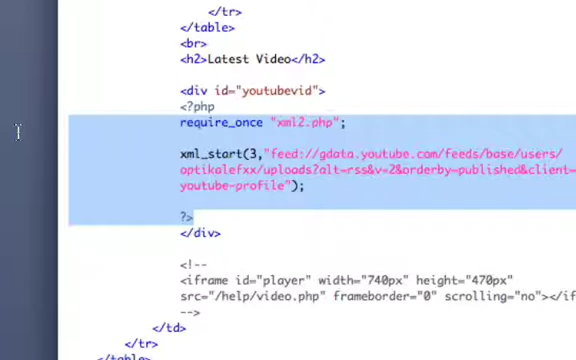 </tr>
</table>
<br>
<h2>Latest Video</h2>
<div id="youtubevid">
<?php
require_once "xml2.php";
xml_start(3,"feed://gdata.youtube.com/feeds/base/users/
optikalefxx/uploads?alt=rss&v=2&orderby=published&client=
youtube-profile");
?>
</div>
<!--
<iframe id="player" width="740px" height="470px"
src="/help/video.php" frameborder="0" scrolling="no"></if
-->
</td>
</tr>
</table>